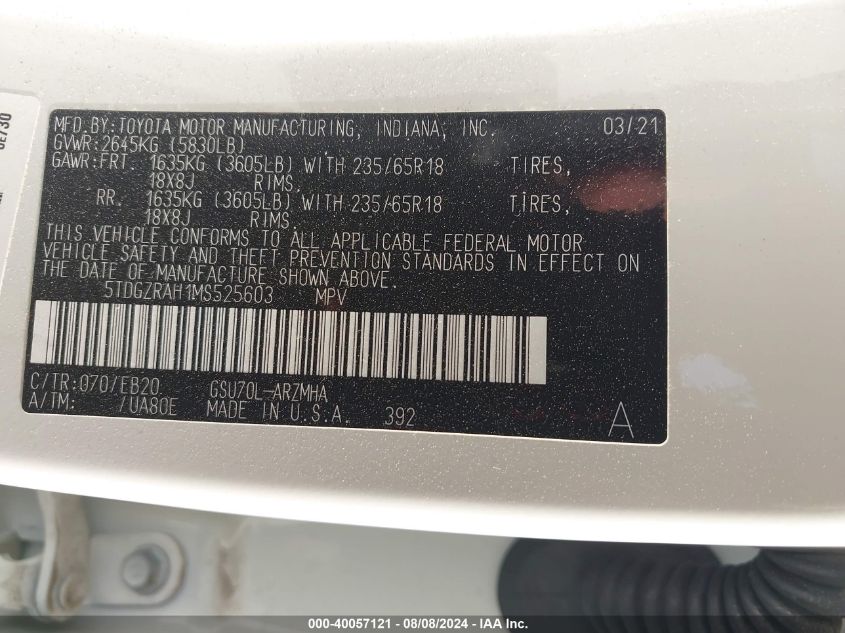 MFD.BY:TOYOTA MOTOR MANUFACTURING, INDIANA, INC. 03/21
GVWR:2645KG (5830LB)
GAWR:FRT. 1635KG (3605LB) WITH 235/65R18 TIRES,
18X8J RIMS.
RR. 1635KG (3605LB) WITH 235/65R18 TIRES,
18X8J RIMS.
THIS VEHICLE CONFORMS TO ALL APPLICABLE FEDERAL MOTOR
VEHICLE SAFETY AND THEFT PREVENTION STANDARDS IN EFFECT ON
THE DATE OF MANUFACTURE SHOWN ABOVE.
5TDGZRAH1MS525603 MPV
C/TR:070/EB20 GSU70L-ARZMHA
A/TM: /UA80E MADE IN U.S.A. 392 A
000-40057121 - 08/08/2024 - IAA Inc.